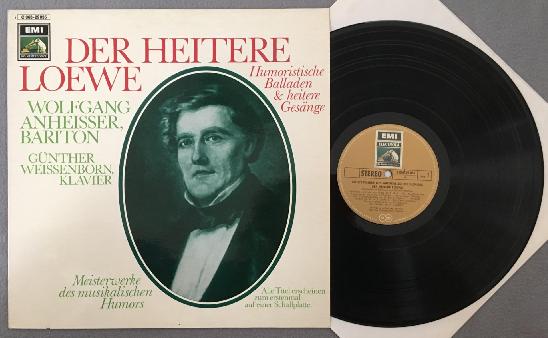 EMI
DER HEITERE
LOEWE
Humoristische
Balladen
& heitere
Gesänge
WOLFGANG
ANHEISSER,
BARITON
GÜNTHER
WEISSENBORN,
KLAVIER
Meisterwerke
des musikalischen
Humors
Alle Titel erscheinen
zum erstenmal
auf einer Schallplatte.
EMI
ELECTROLA
STEREO